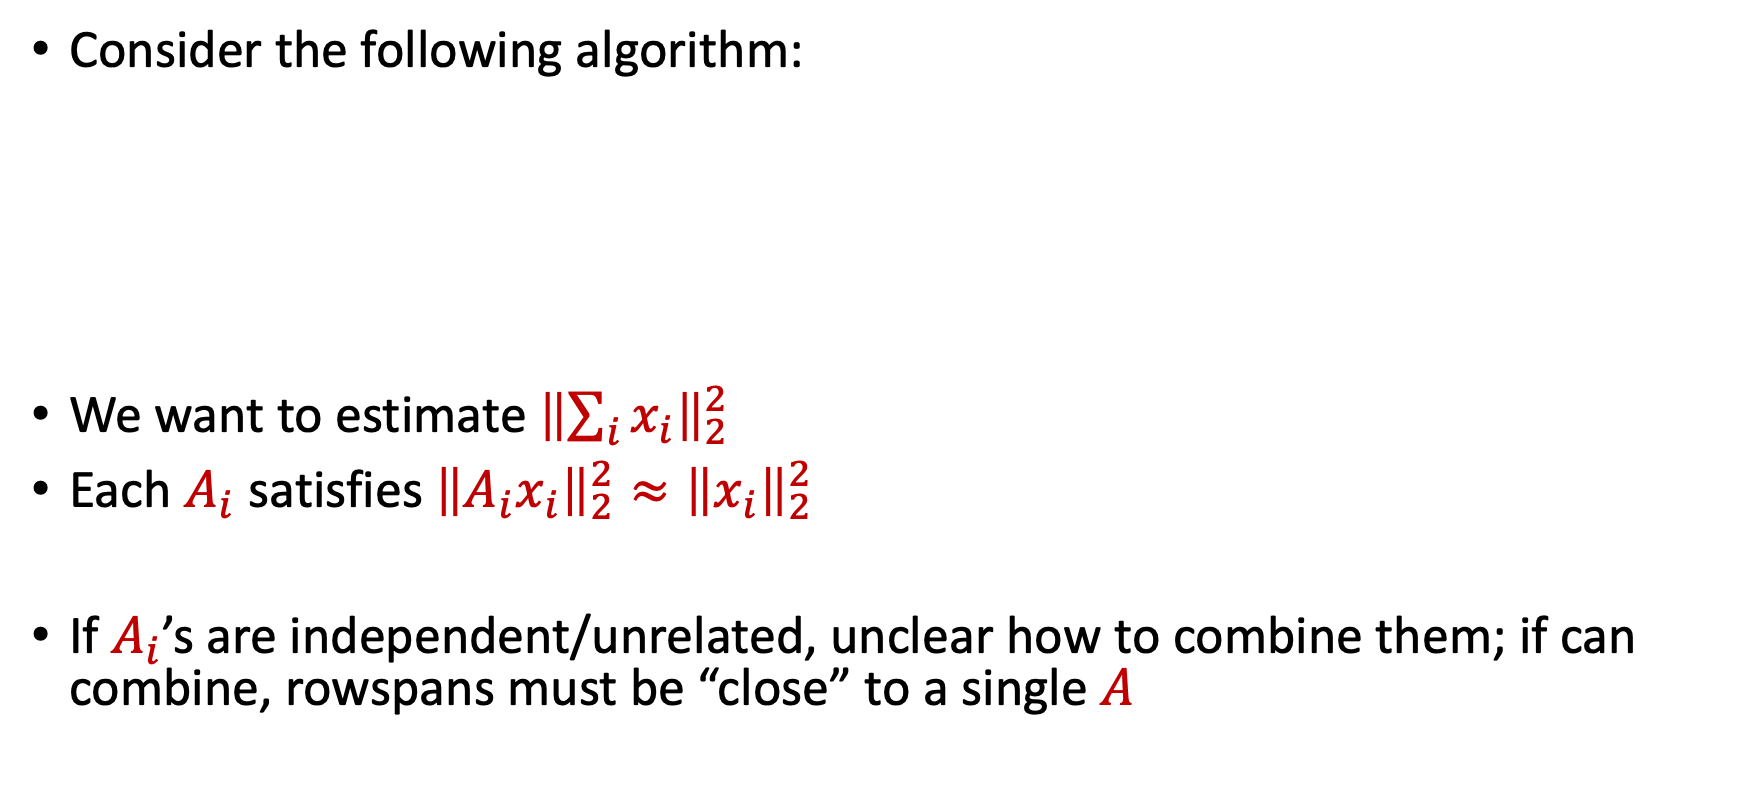 • Consider the following algorithm:
• We want to estimate ‖∑ᵢ xᵢ‖₂²
• Each Aᵢ satisfies ‖Aᵢxᵢ‖₂² ≈ ‖xᵢ‖₂²
• If Aᵢ’s are independent/unrelated, unclear how to combine them; if can
combine, rowspans must be “close” to a single A